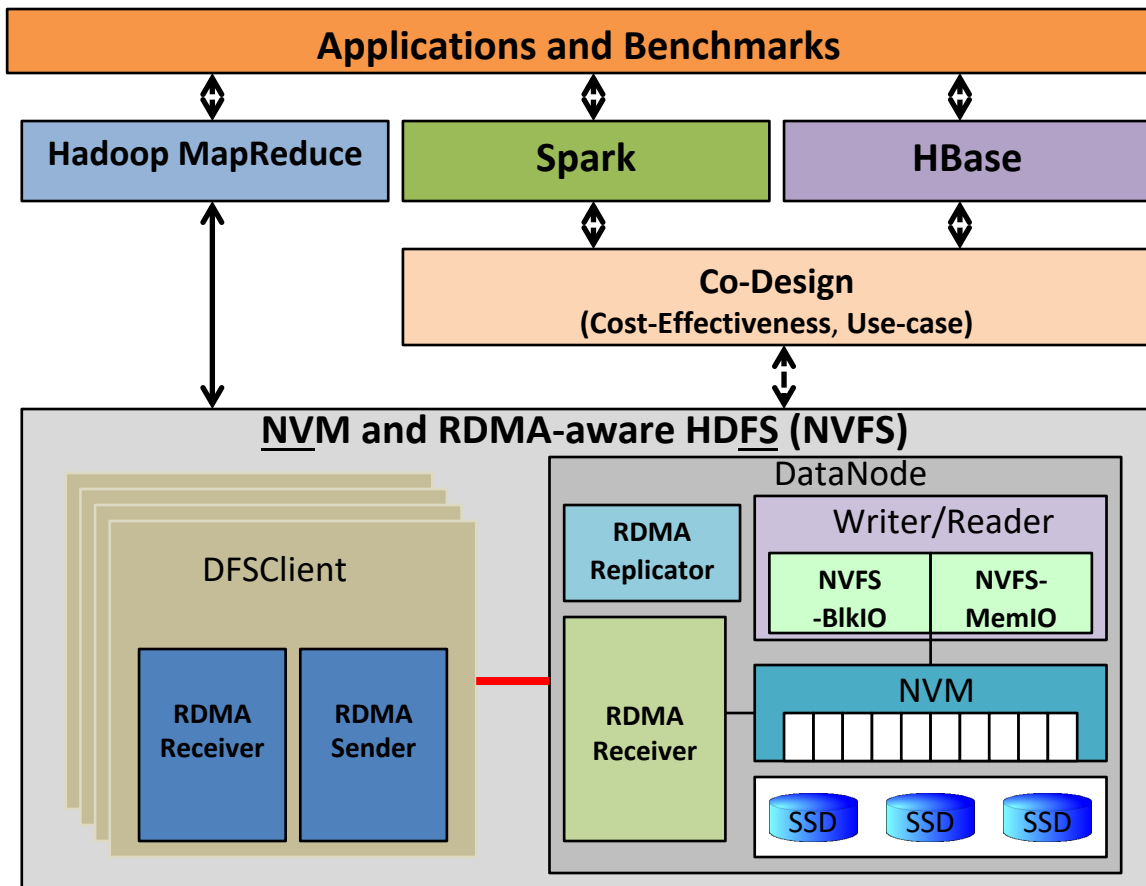 Applications and Benchmarks
Hadoop MapReduce
Spark
HBase
Co-Design
(Cost-Effectiveness, Use-case)
NVM and RDMA-aware HDFS (NVFS)
DFSClient
RDMA
Receiver
RDMA
Sender
DataNode
RDMA
Replicator
RDMA
Receiver
Writer/Reader
NVFS
-BlkIO
NVFS-
MemIO
NVM
SSD
SSD
SSD